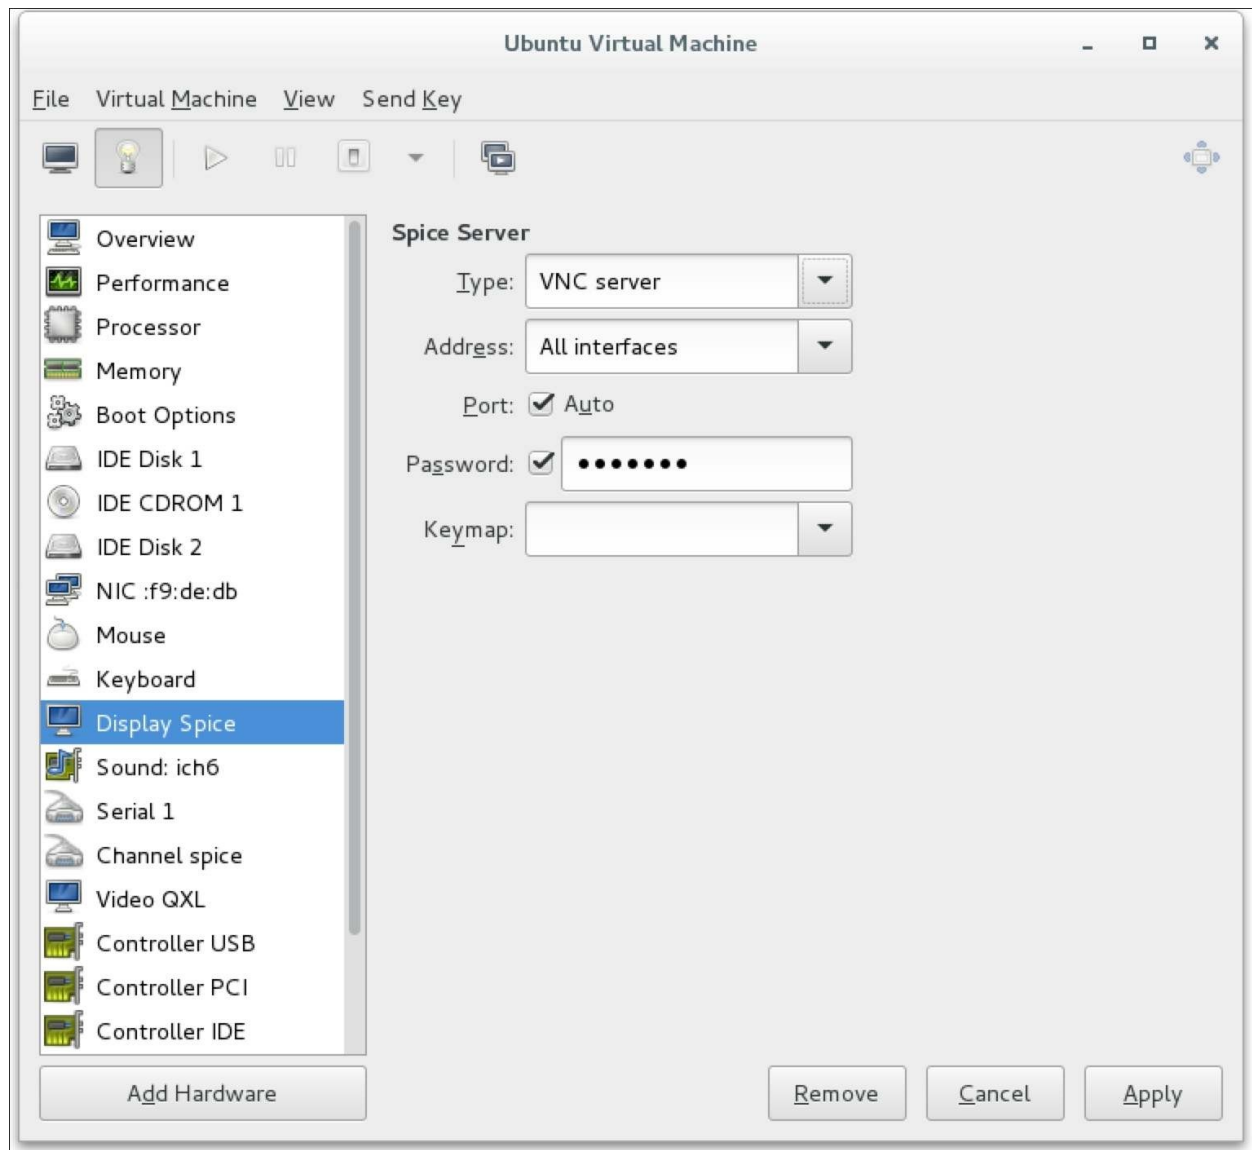 Ubuntu Virtual Machine
File Virtual Machine View Send Key
Overview
Performance
Processor
Memory
Boot Options
IDE Disk 1
IDE CDROM 1
IDE Disk 2
NIC :f9:de:db
Mouse
Keyboard
Display Spice
Sound: ich6
Serial 1
Channel spice
Video QXL
Controller USB
Controller PCI
Controller IDE
Add Hardware
Spice Server
Type: VNC server
Address: All interfaces
Port: Auto
Password: •••••••
Keymap:
Remove Cancel Apply